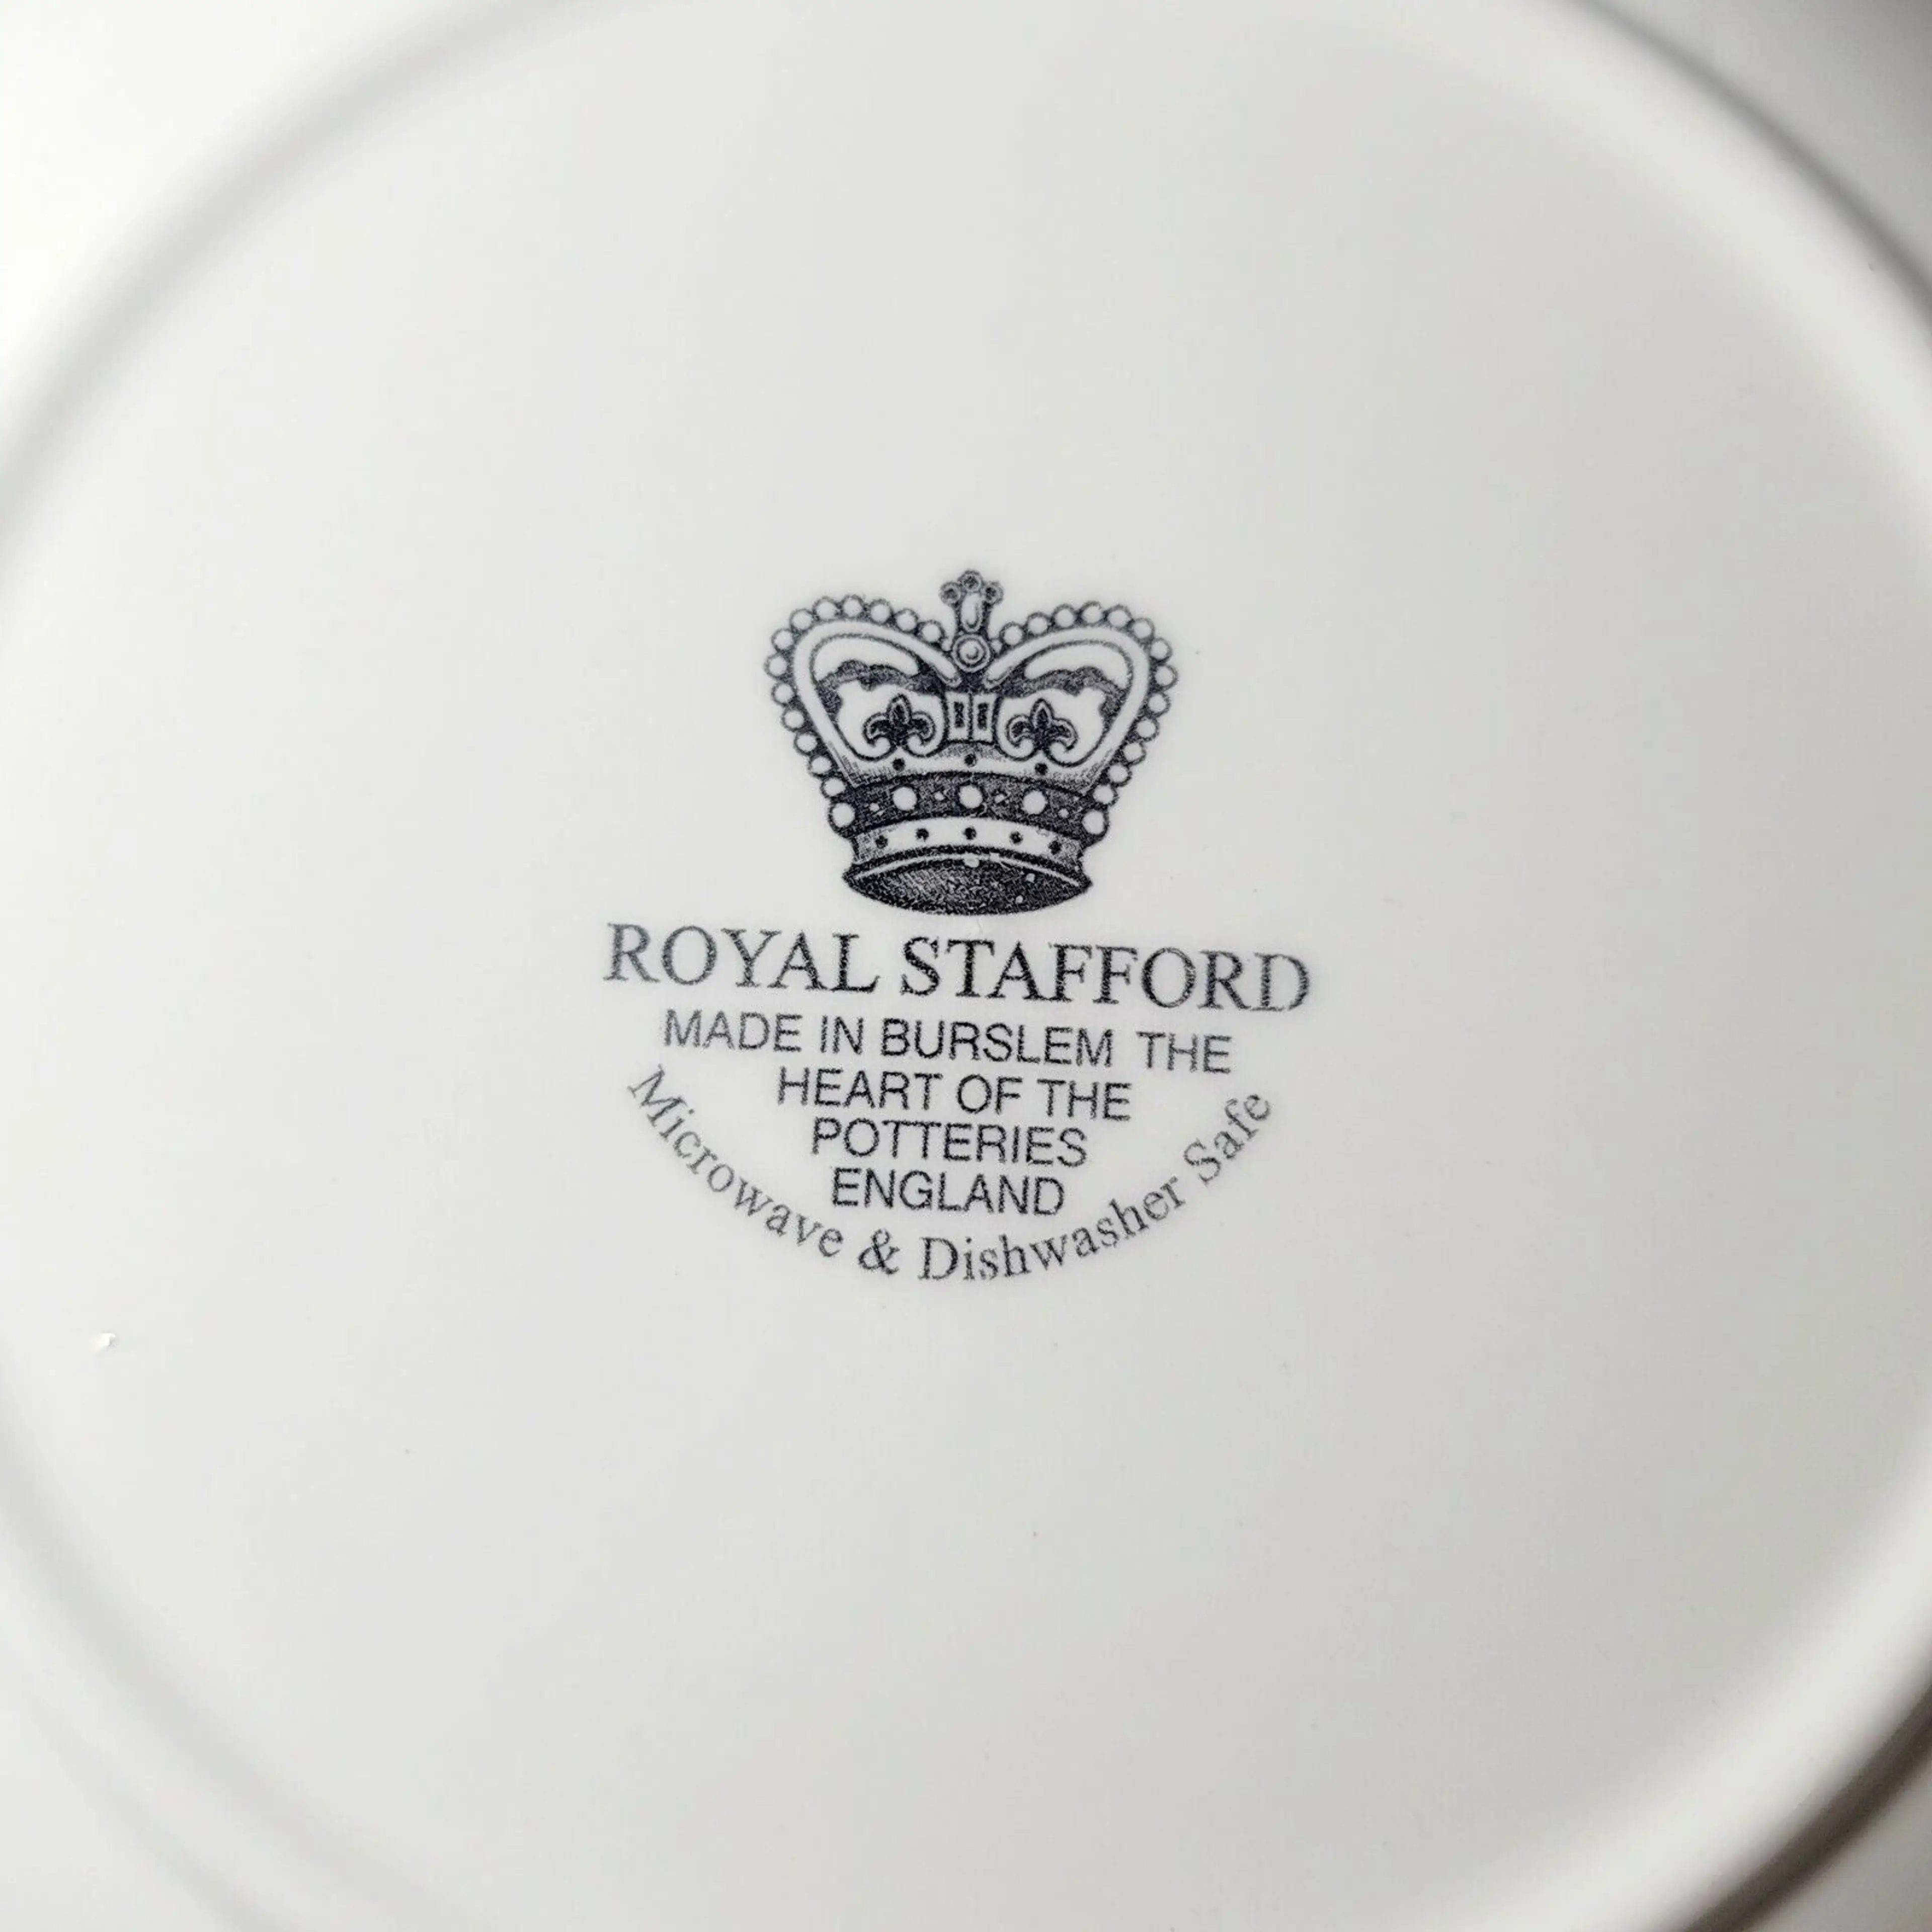 ROYAL STAFFORD
MADE IN BURSLEM THE
HEART OF THE
POTTERIES
ENGLAND
Microwave & Dishwasher Safe